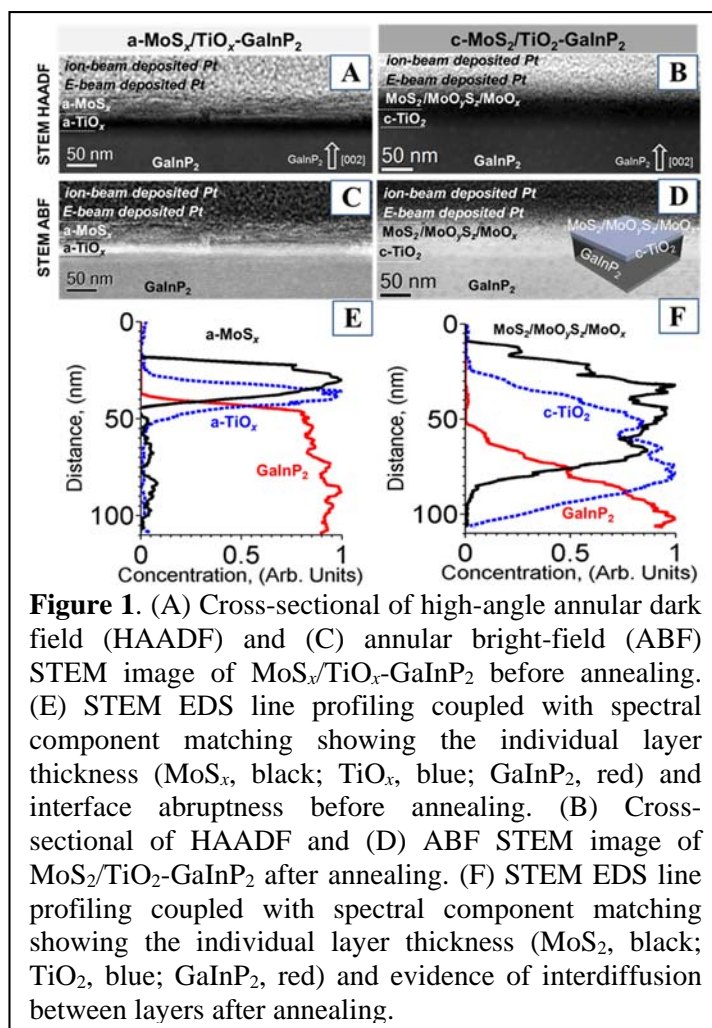 a-MoSₓ/TiOₓ-GaInP₂
c-MoS₂/TiO₂-GaInP₂
STEM HAADF
ion-beam deposited Pt
E-beam deposited Pt
a-MoSₓ
a-TiOₓ
50 nm
GaInP₂
GaInP₂ [002]
A
ion-beam deposited Pt
E-beam deposited Pt
MoS₂/MoOᵧS_z/MoOₓ
c-TiO₂
50 nm
GaInP₂
GaInP₂ [002]
B
STEM ABF
ion-beam deposited Pt
E-beam deposited Pt
a-MoSₓ
a-TiOₓ
50 nm
GaInP₂
C
ion-beam deposited Pt
E-beam deposited Pt
MoS₂/MoOᵧS_z/MoOₓ
c-TiO₂
50 nm
GaInP₂
D
MoS₂/MoOᵧS_z/MoOₓ
c-TiO₂
GaInP₂
E
a-MoSₓ
a-TiOₓ
GaInP₂
Distance, (nm)
0
50
100
0 0.5 1
Concentration, (Arb. Units)
F
MoS₂/MoOᵧS_z/MoOₓ
c-TiO₂
GaInP₂
Distance, (nm)
0
50
100
0 0.5 1
Concentration, (Arb. Units)
Figure 1. (A) Cross-sectional of high-angle annular dark
field (HAADF) and (C) annular bright-field (ABF)
STEM image of MoSₓ/TiOₓ-GaInP₂ before annealing.
(E) STEM EDS line profiling coupled with spectral
component matching showing the individual layer
thickness (MoSₓ, black; TiOₓ, blue; GaInP₂, red) and
interface abruptness before annealing. (B) Cross-
sectional of HAADF and (D) ABF STEM image of
MoS₂/TiO₂-GaInP₂ after annealing. (F) STEM EDS line
profiling coupled with spectral component matching
showing the individual layer thickness (MoS₂, black;
TiO₂, blue; GaInP₂, red) and evidence of interdiffusion
between layers after annealing.